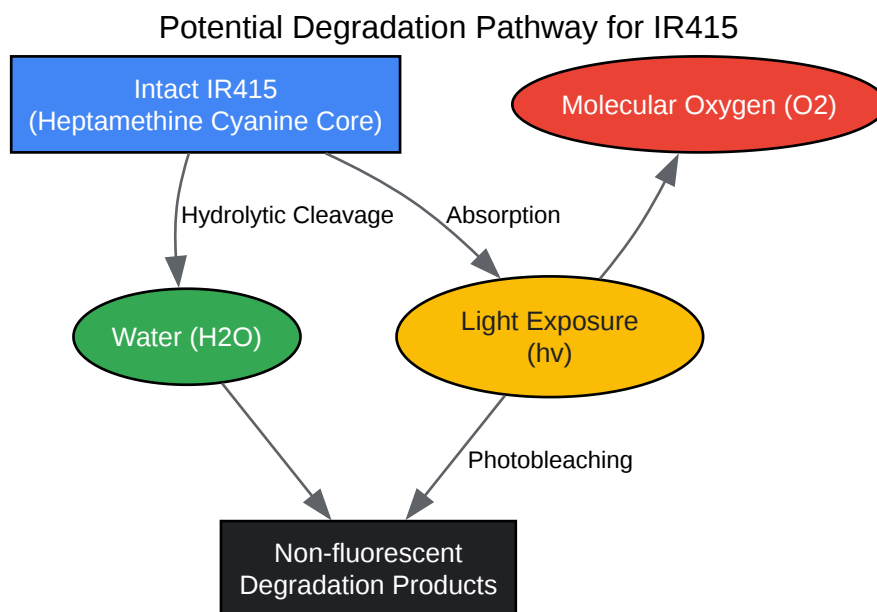 Potential Degradation Pathway for IR415
Intact IR415
(Heptamethine Cyanine Core)
Molecular Oxygen (O2)
Hydrolytic Cleavage
Absorption
Water (H2O)
Light Exposure
(hv)
Photobleaching
Non-fluorescent
Degradation Products